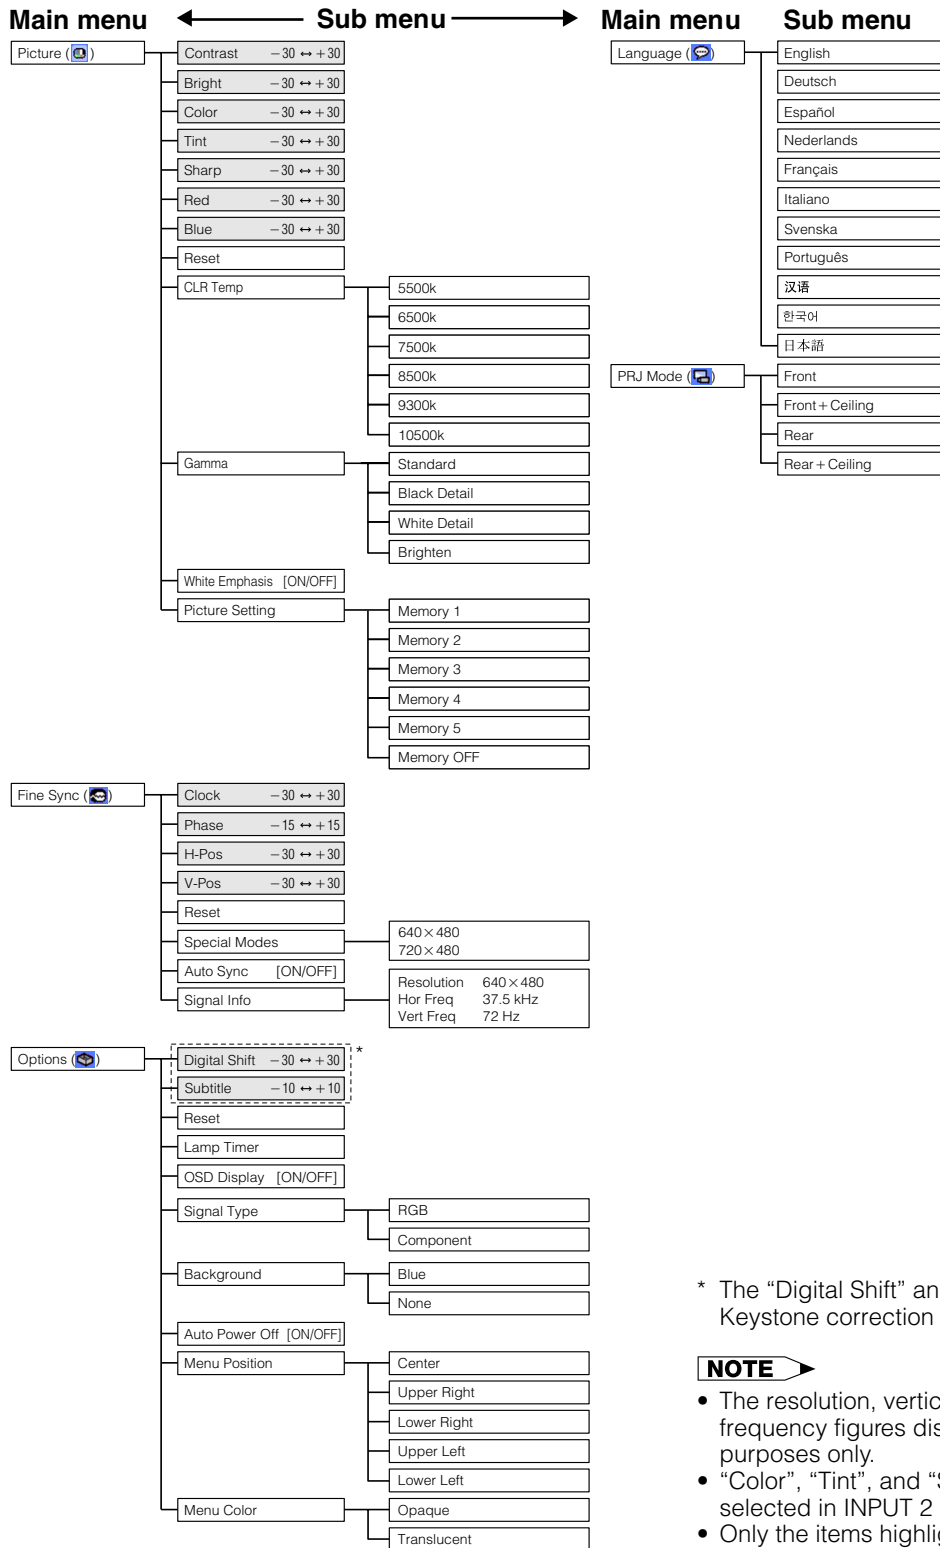 Main menu
Sub menu
Main menu
Sub menu
Picture ( )
Contrast −30 ↔ +30
Bright −30 ↔ +30
Color −30 ↔ +30
Tint −30 ↔ +30
Sharp −30 ↔ +30
Red −30 ↔ +30
Blue −30 ↔ +30
Reset
CLR Temp
5500k
6500k
7500k
8500k
9300k
10500k
Gamma
Standard
Black Detail
White Detail
Brighten
White Emphasis [ON/OFF]
Picture Setting
Memory 1
Memory 2
Memory 3
Memory 4
Memory 5
Memory OFF
Fine Sync ( )
Clock −30 ↔ +30
Phase −15 ↔ +15
H-Pos −30 ↔ +30
V-Pos −30 ↔ +30
Reset
Special Modes
640×480
720×480
Auto Sync [ON/OFF]
Signal Info
Resolution 640×480
Hor Freq 37.5 kHz
Vert Freq 72 Hz
Options ( )
Digital Shift −30 ↔ +30 *
Subtitle −10 ↔ +10
Reset
Lamp Timer
OSD Display [ON/OFF]
Signal Type
RGB
Component
Background
Blue
None
Auto Power Off [ON/OFF]
Menu Position
Center
Upper Right
Lower Right
Upper Left
Lower Left
Menu Color
Opaque
Translucent
Language ( )
English
Deutsch
Español
Nederlands
Français
Italiano
Svenska
Português
汉语
한국어
日本語
PRJ Mode ( )
Front
Front+Ceiling
Rear
Rear+Ceiling
* The “Digital Shift” an
Keystone correction
NOTE
• The resolution, vertic
frequency figures dis
purposes only.
• “Color”, “Tint”, and “S
selected in INPUT 2
• Only the items highlig